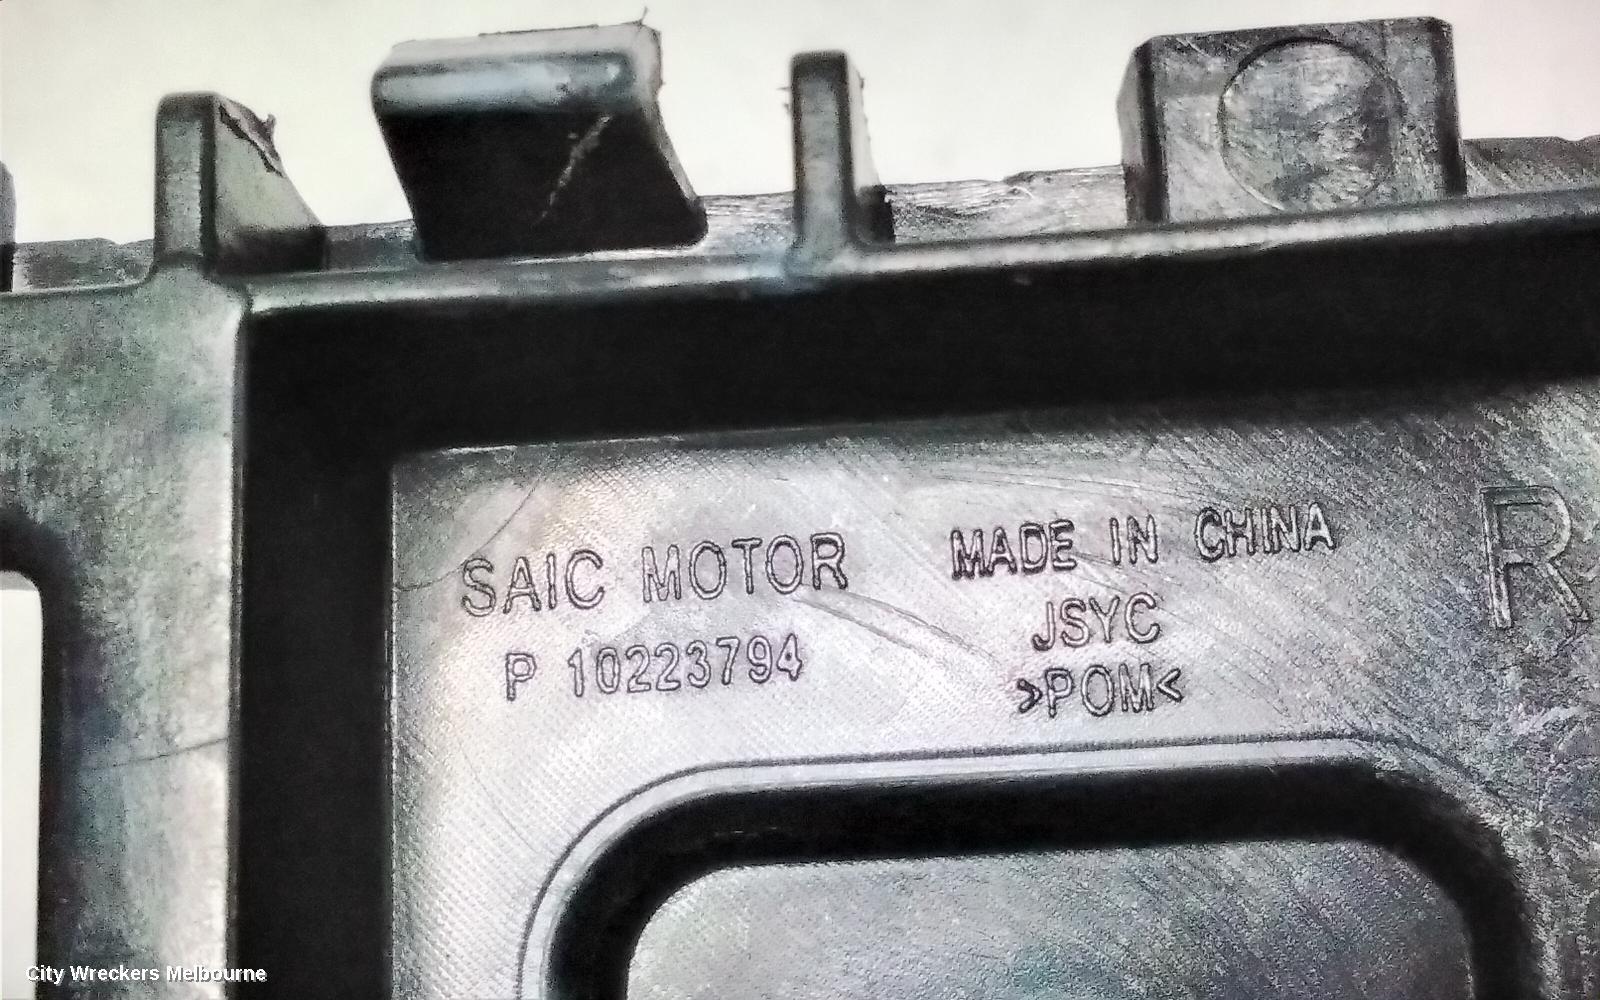 SAIC MOTOR
P 10223794
MADE IN CHINA
JSYC
>POM<
R
City Wreckers Melbourne